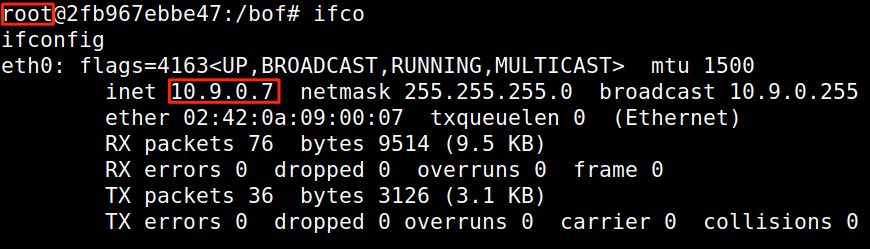 root@2fb967ebbe47:/bof# ifco
ifconfig
eth0: flags=4163<UP,BROADCAST,RUNNING,MULTICAST>  mtu 1500
        inet 10.9.0.7  netmask 255.255.255.0  broadcast 10.9.0.255
        ether 02:42:0a:09:00:07  txqueuelen 0  (Ethernet)
        RX packets 76  bytes 9514 (9.5 KB)
        RX errors 0  dropped 0  overruns 0  frame 0
        TX packets 36  bytes 3126 (3.1 KB)
        TX errors 0  dropped 0 overruns 0  carrier 0  collisions 0